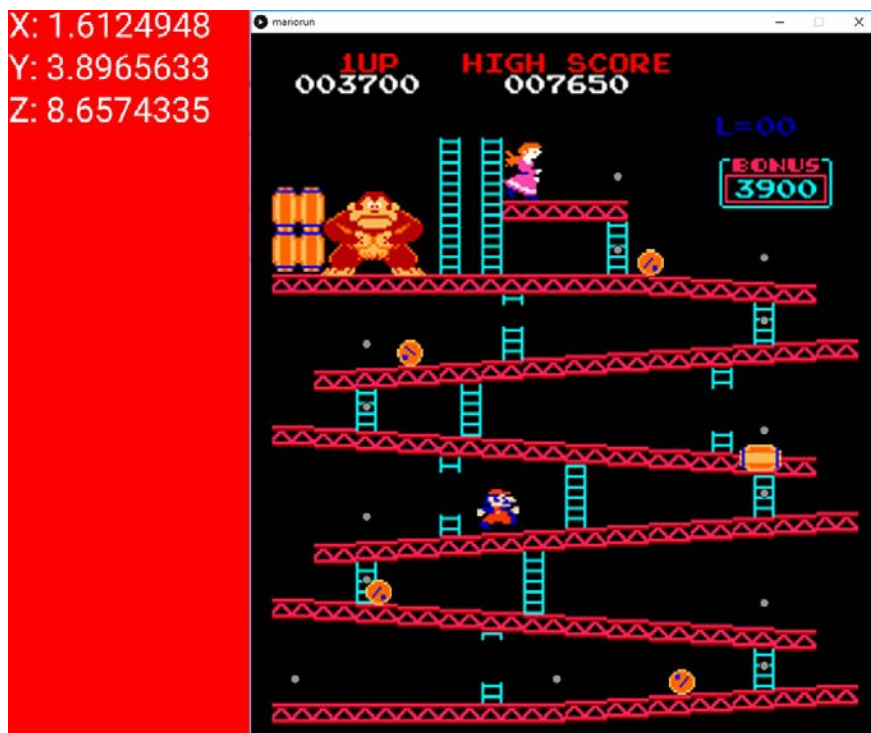 X: 1.6124948
Y: 3.8965633
Z: 8.6574335
mariorun
1UP HIGH SCORE
003700 007650
L=00
BONUS
3900